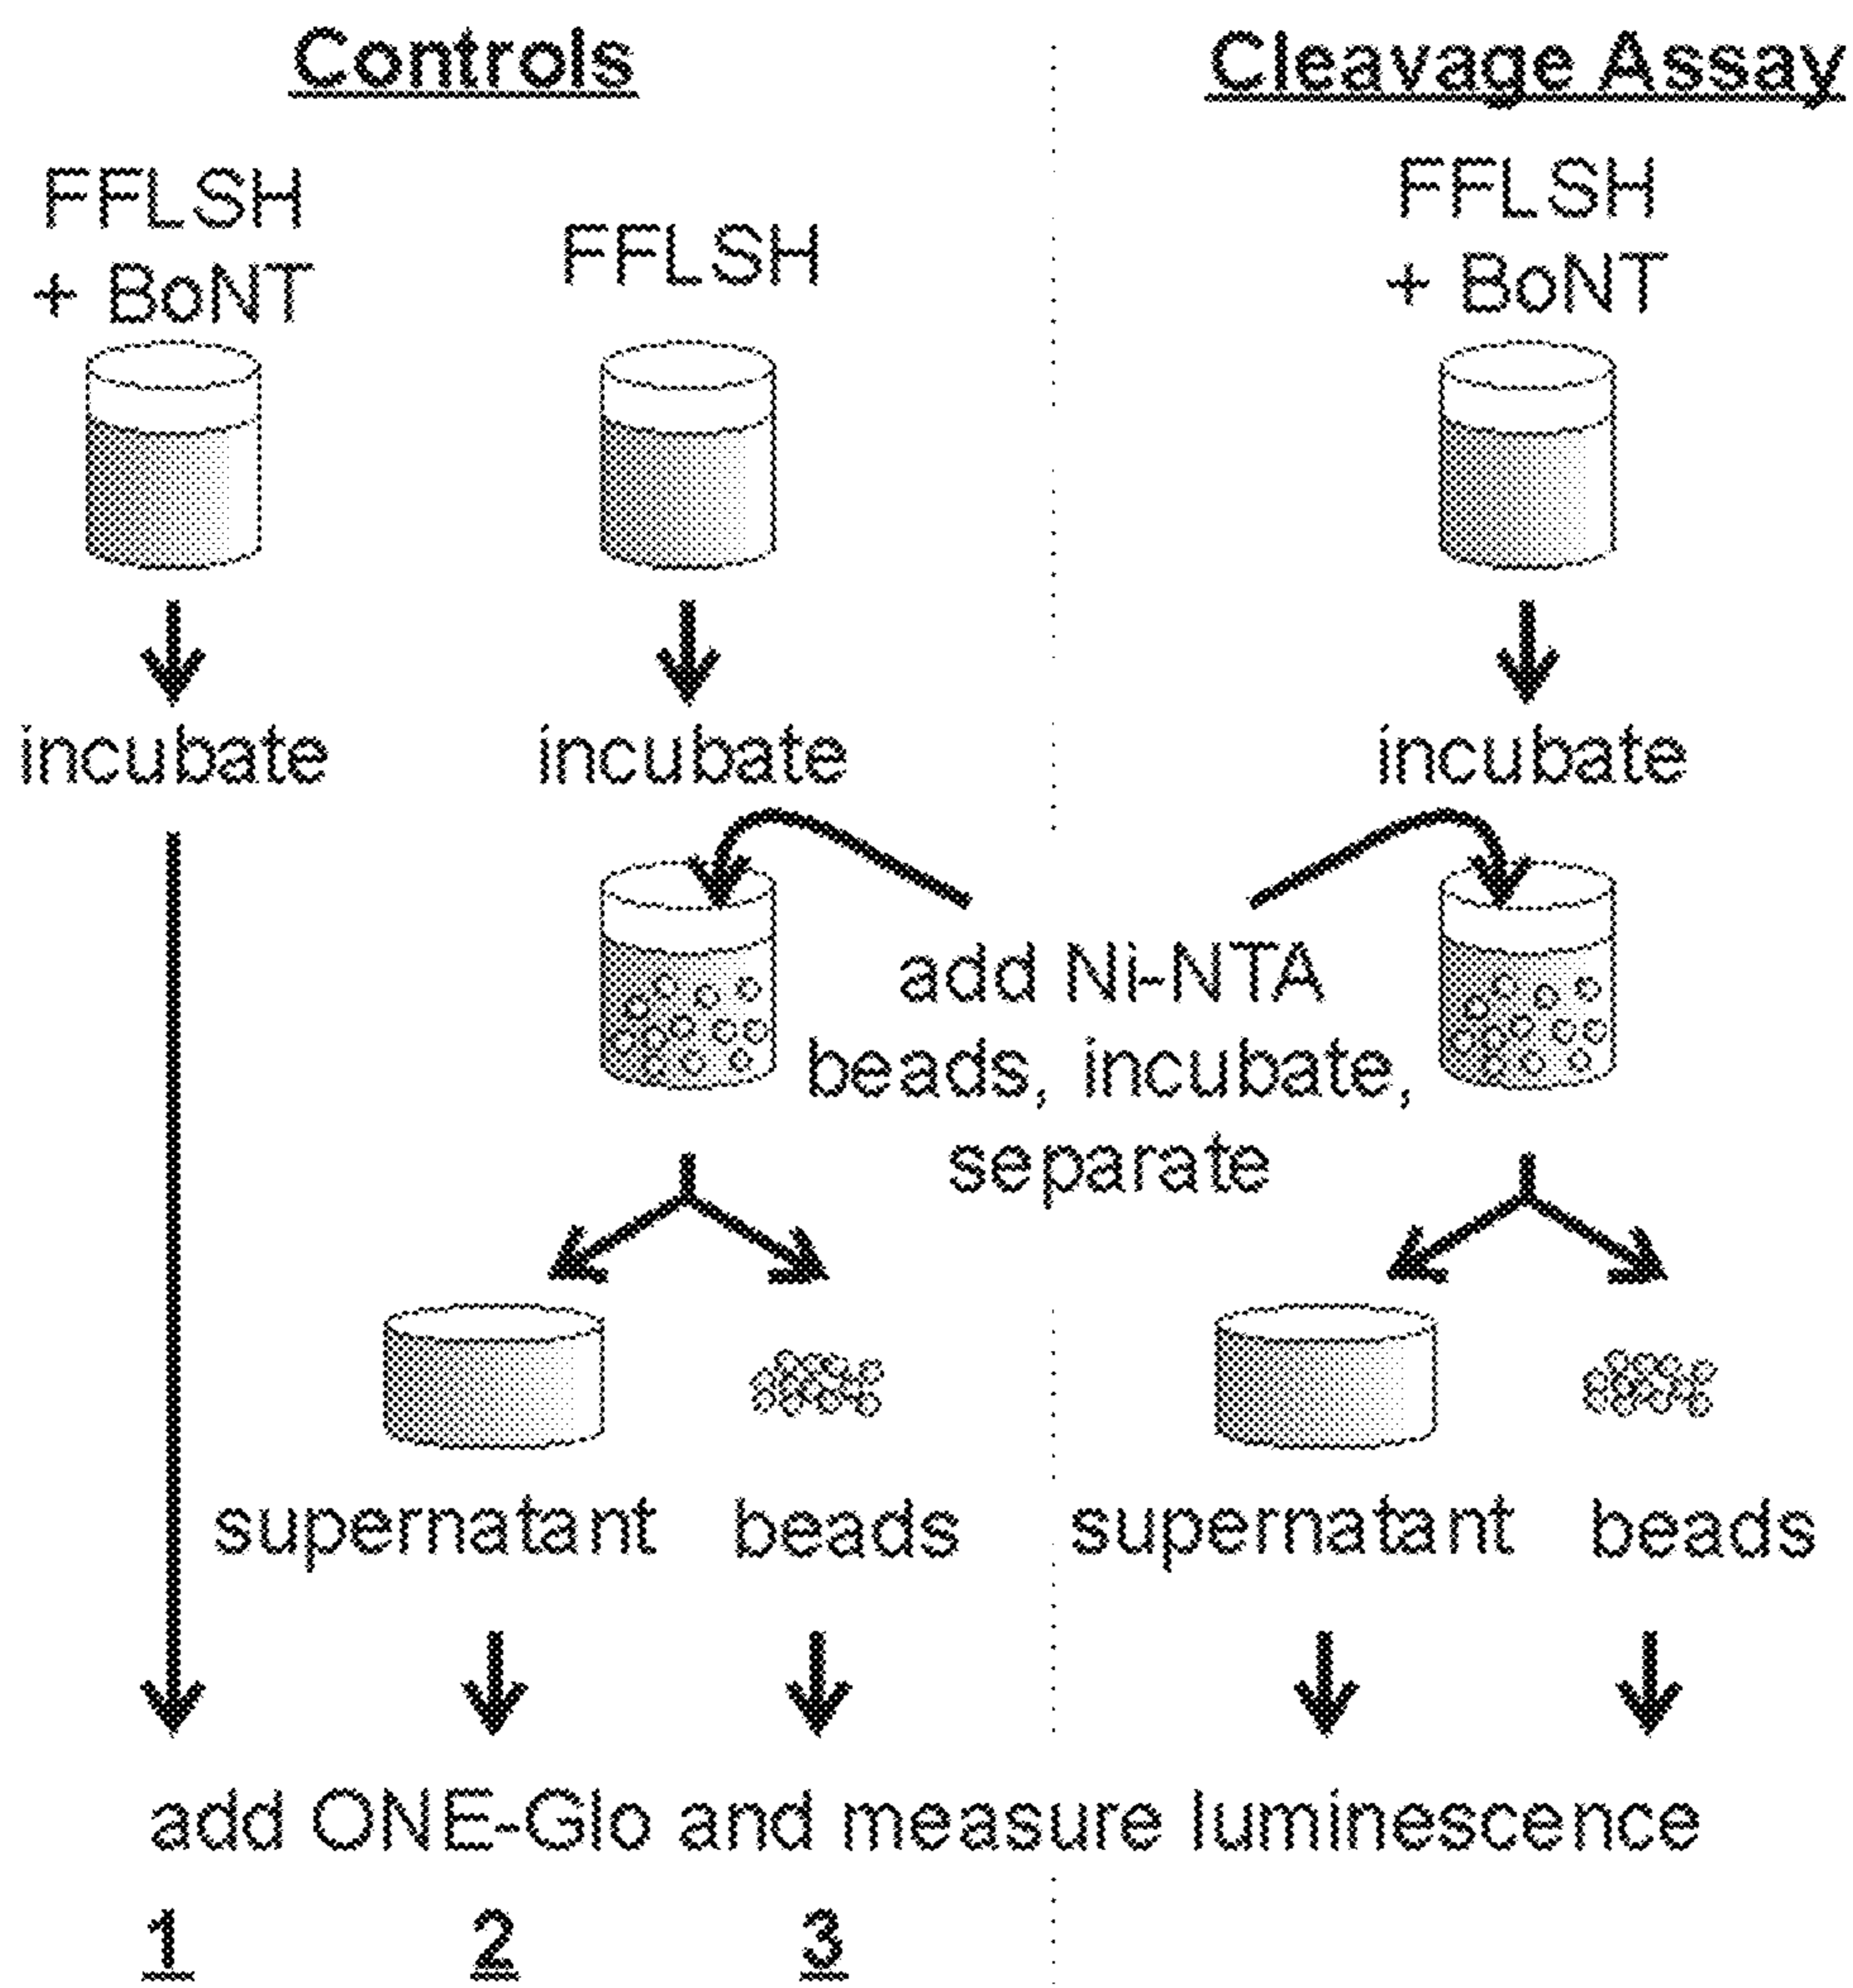 Controls
Cleavage Assay
FFLSH
+ BoNT
FFLSH
FFLSH
+ BoNT
incubate
incubate
incubate
add Ni-NTA
beads, incubate,
separate
supernatant
beads
supernatant
beads
add ONE-Glo and measure luminescence
1
2
3